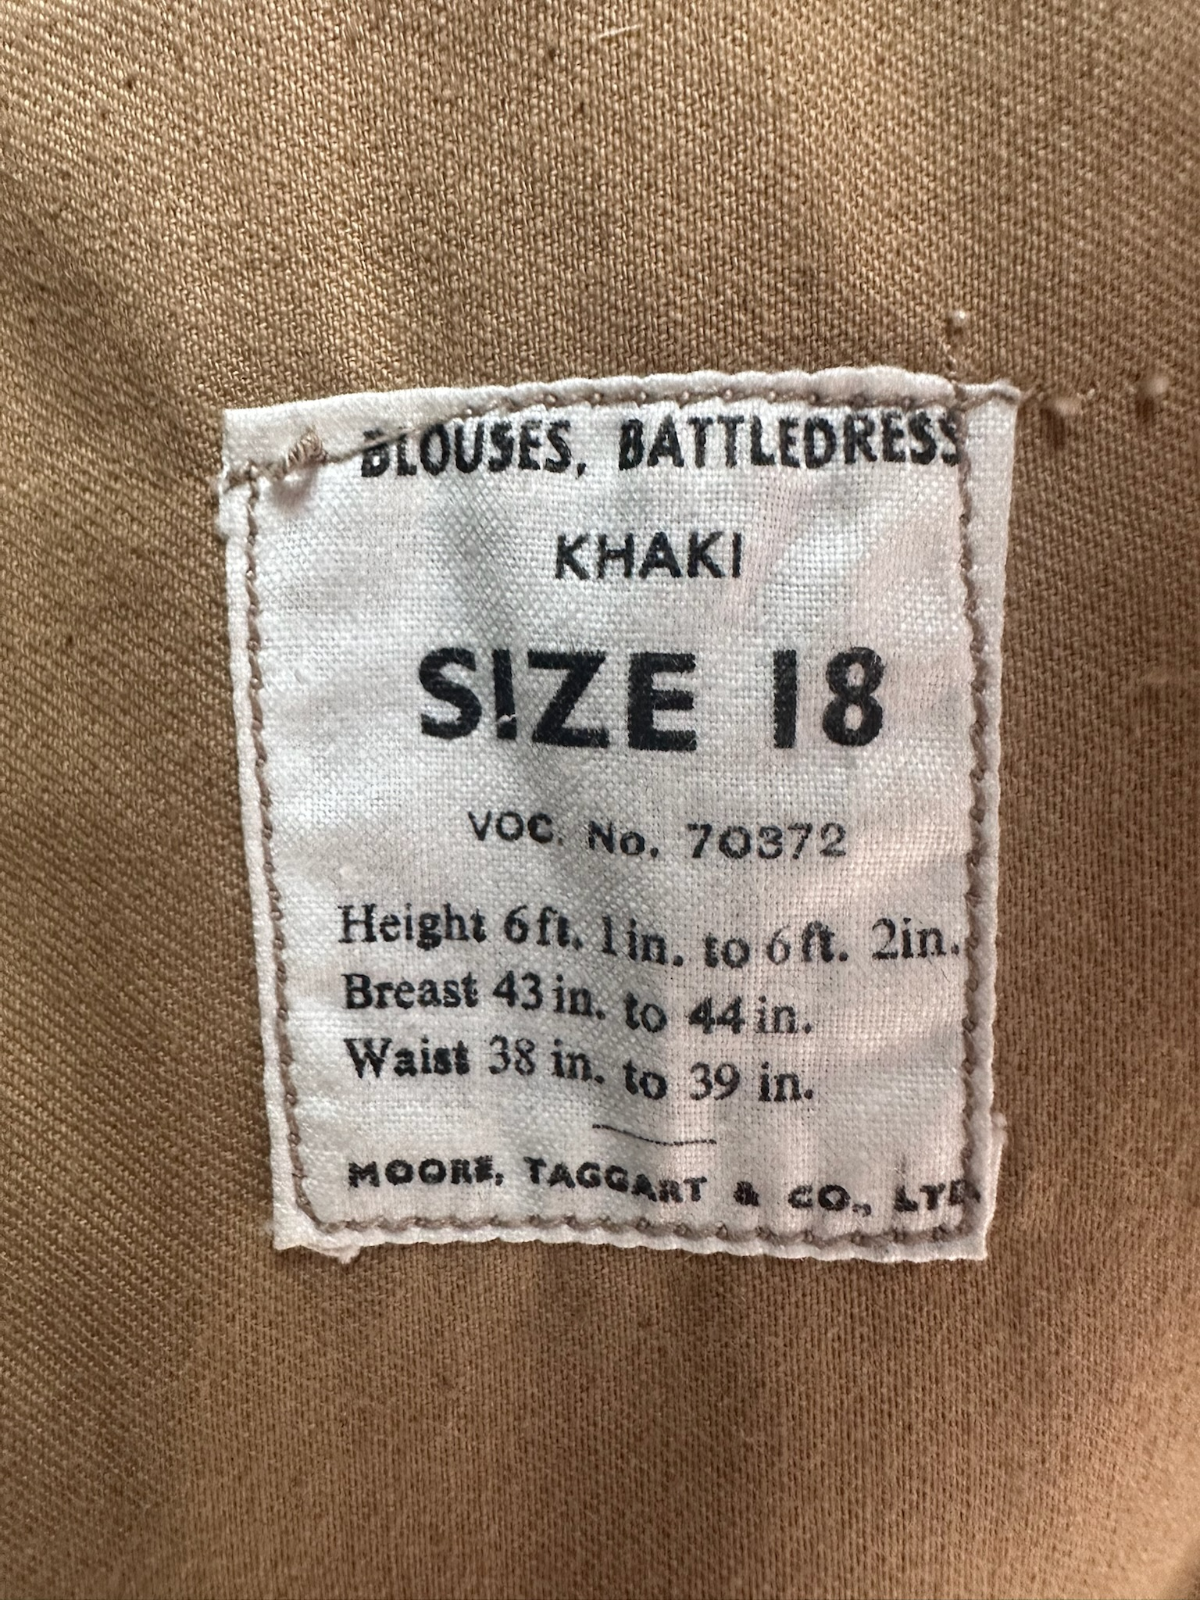 BLOUSES, BATTLEDRESS
KHAKI
SIZE 18
VOC. No. 70372
Height 6 ft. 1 in. to 6 ft. 2 in.
Breast 43 in. to 44 in.
Waist 38 in. to 39 in.
MOORE, TAGGART & CO., LTD.